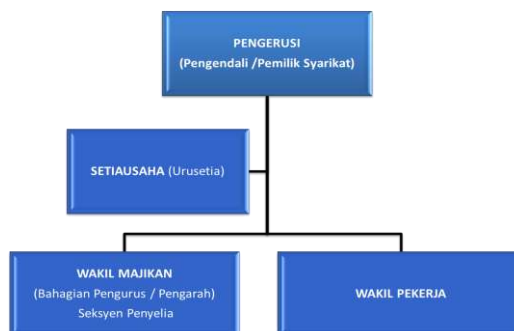 PENGERUSI
(Pengendali /Pemilik Syarikat)
SETIAUSAHA (Urusetia)
WAKIL MAJIKAN
(Bahagian Pengurus / Pengarah)
Seksyen Penyelia
WAKIL PEKERJA